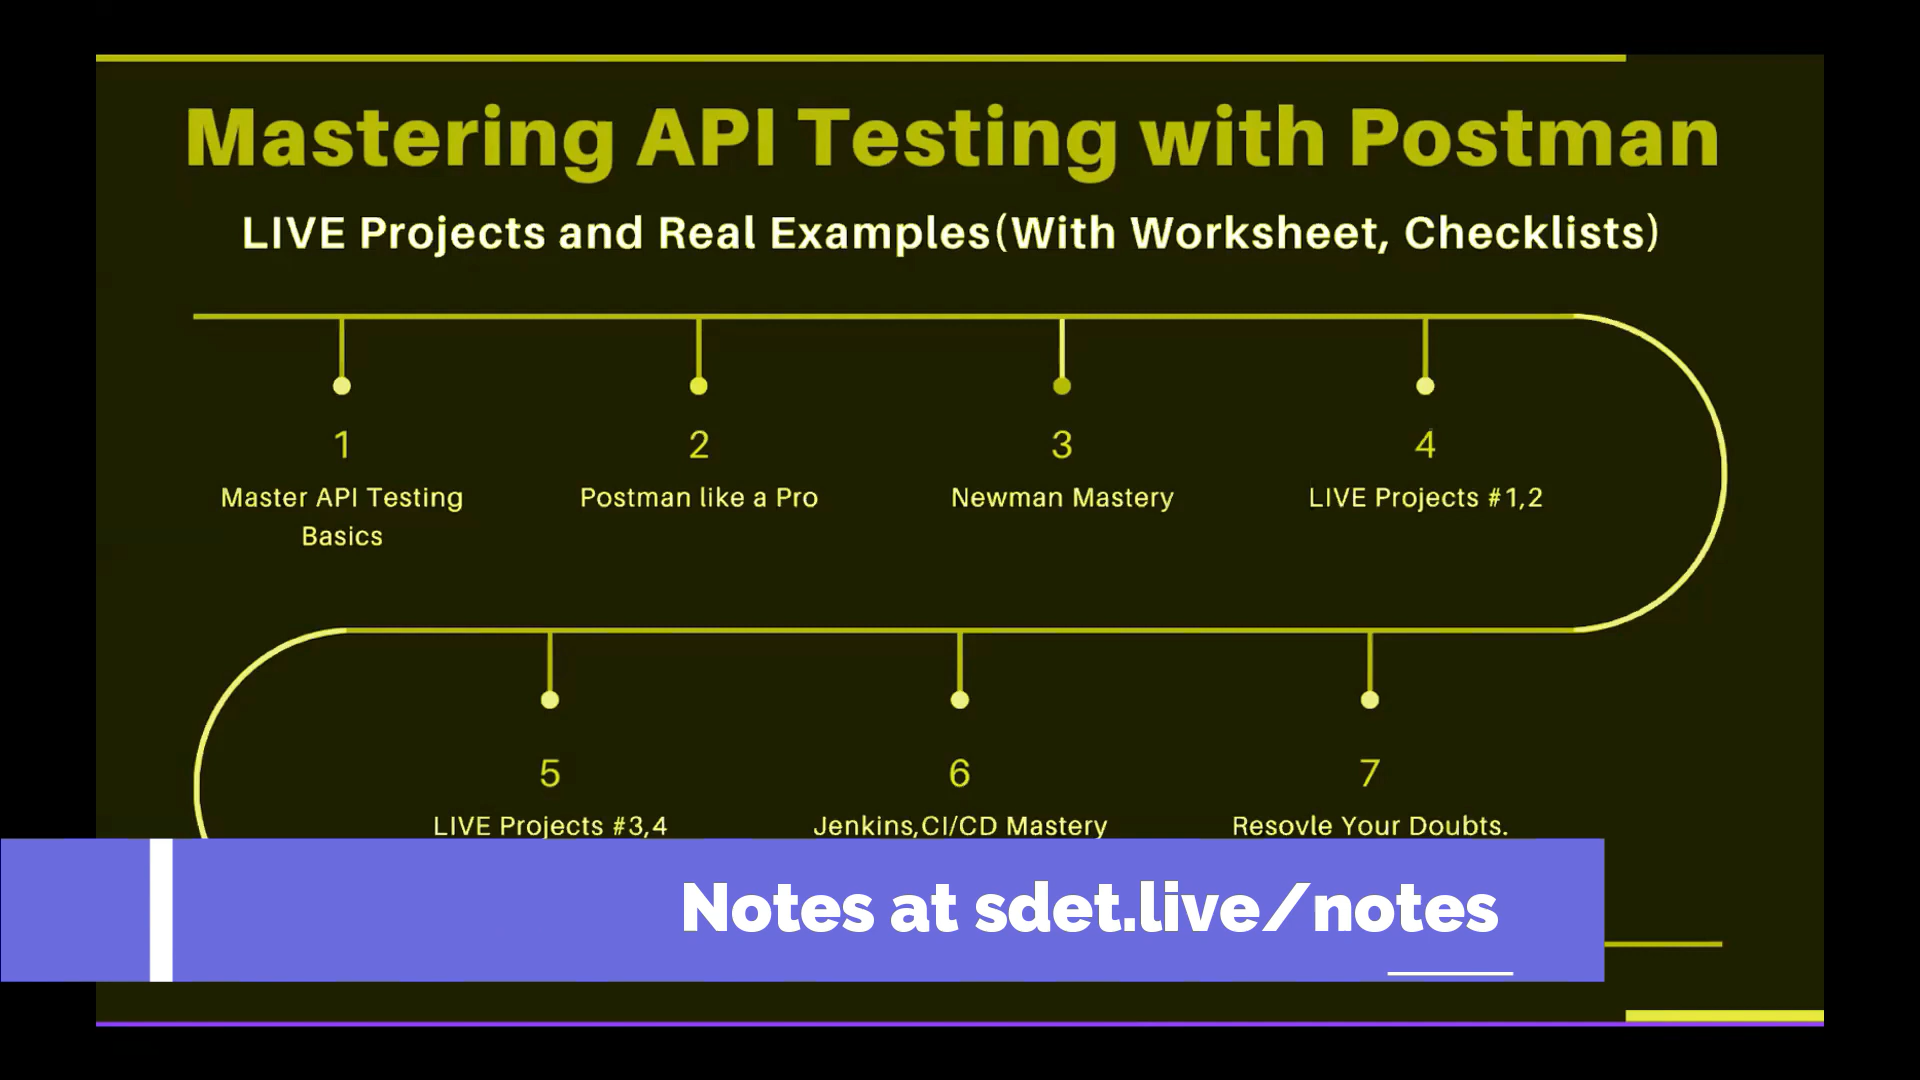 Mastering API Testing with Postman
LIVE Projects and Real Examples(With Worksheet, Checklists)
1
Master API Testing
Basics
2
Postman like a Pro
3
Newman Mastery
4
LIVE Projects #1,2
5
LIVE Projects #3,4
6
Jenkins,CI/CD Mastery
7
Resovle Your Doubts.
Notes at sdet.live/notes